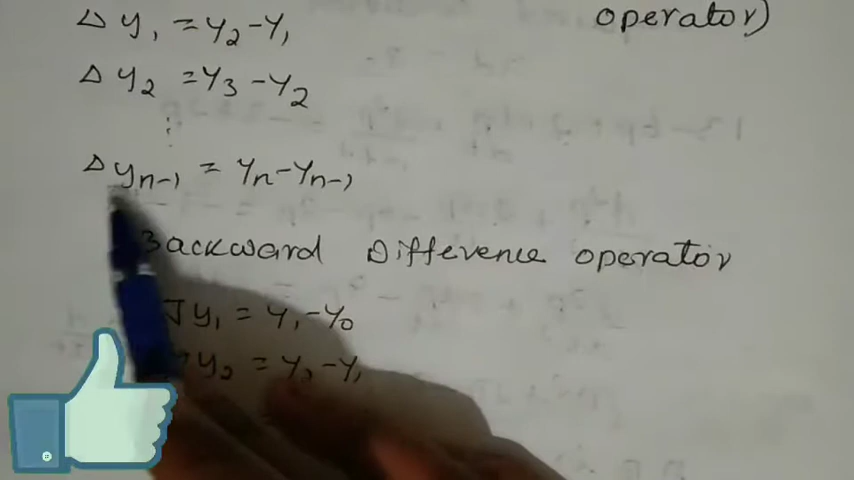 Δy₁ = y₂-y₁ operator)
Δy₂ = y₃-y₂
⋮
Δyₙ₋₁ = yₙ-yₙ₋₁
Backward Difference operator
∇y₁ = y₁-y₀
∇y₂ = y₂-y₁